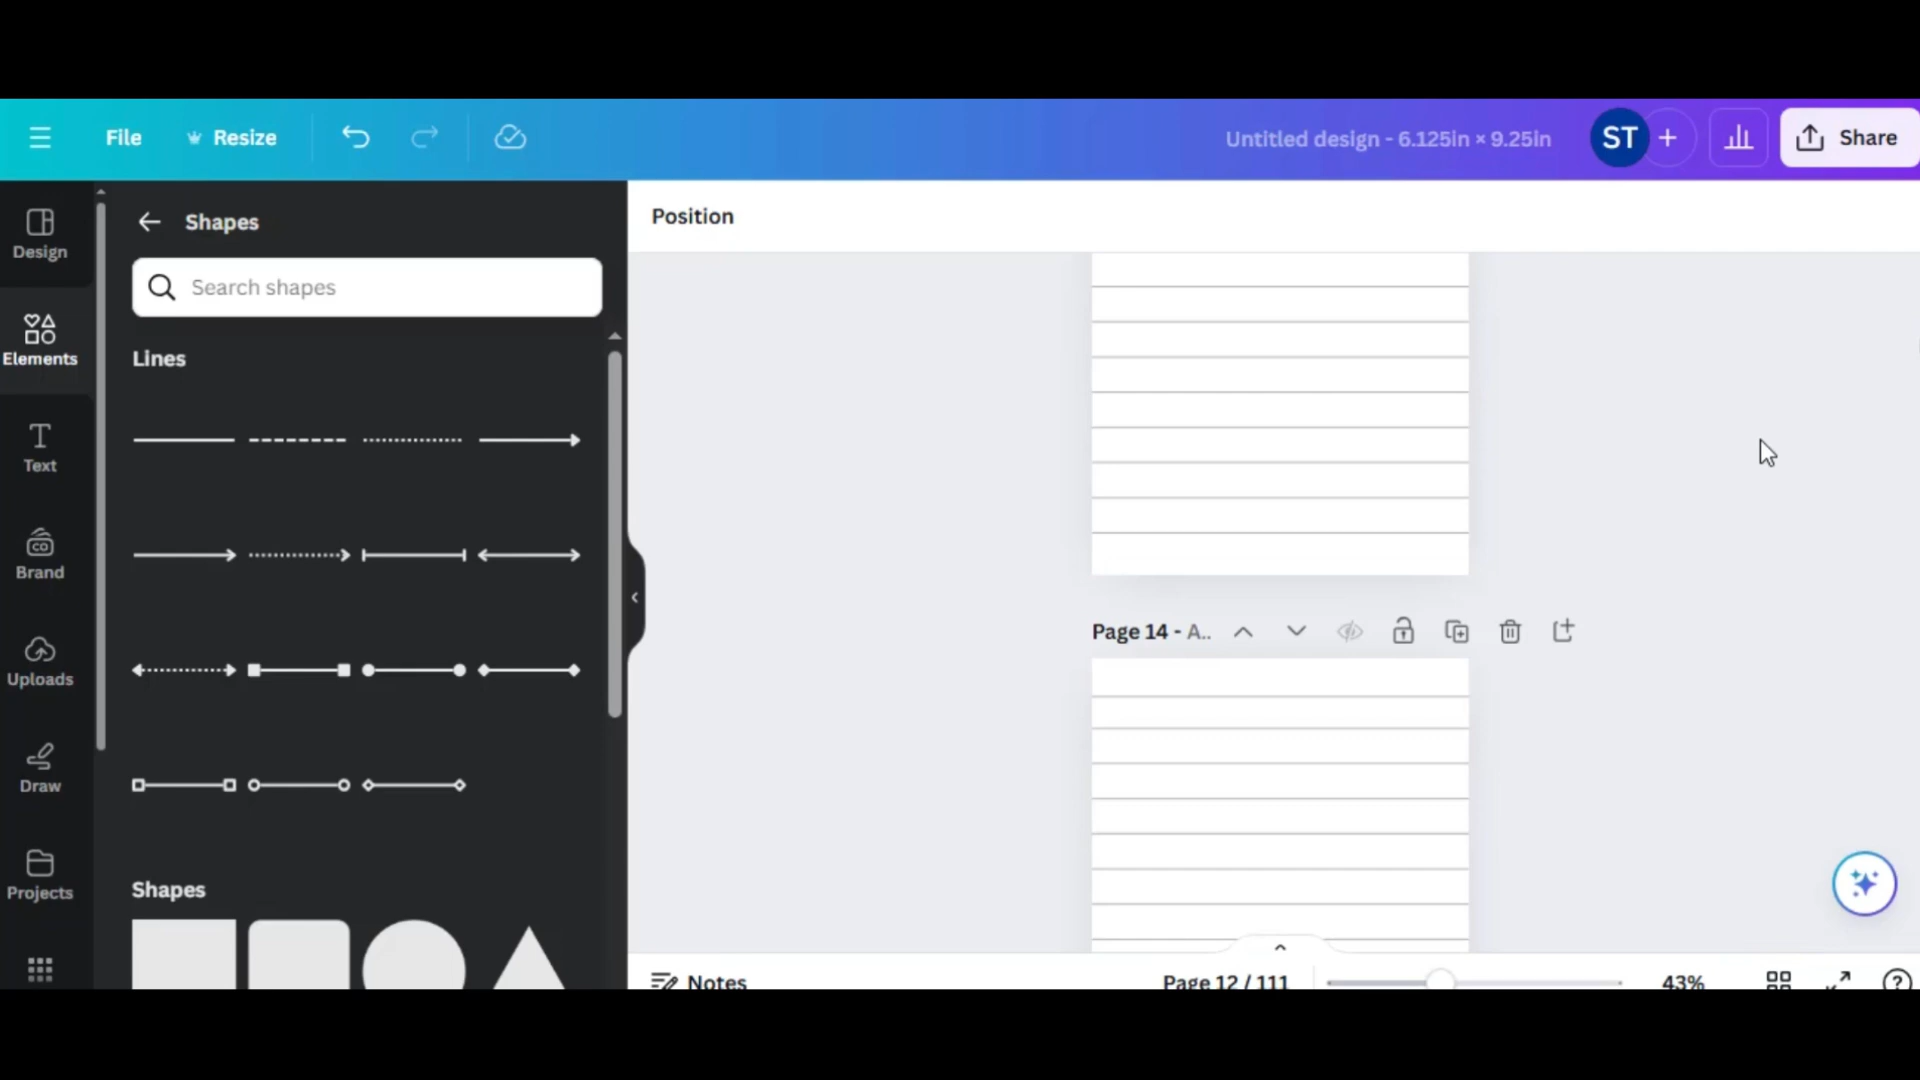 File
Resize
Untitled design - 6.125in × 9.25in
ST
Share
Design
Elements
Text
Brand
CO
Uploads
Draw
Projects
Shapes
Search shapes
Lines
Shapes
Position
Page 14 - A..
Notes
Page 12 / 111
43%